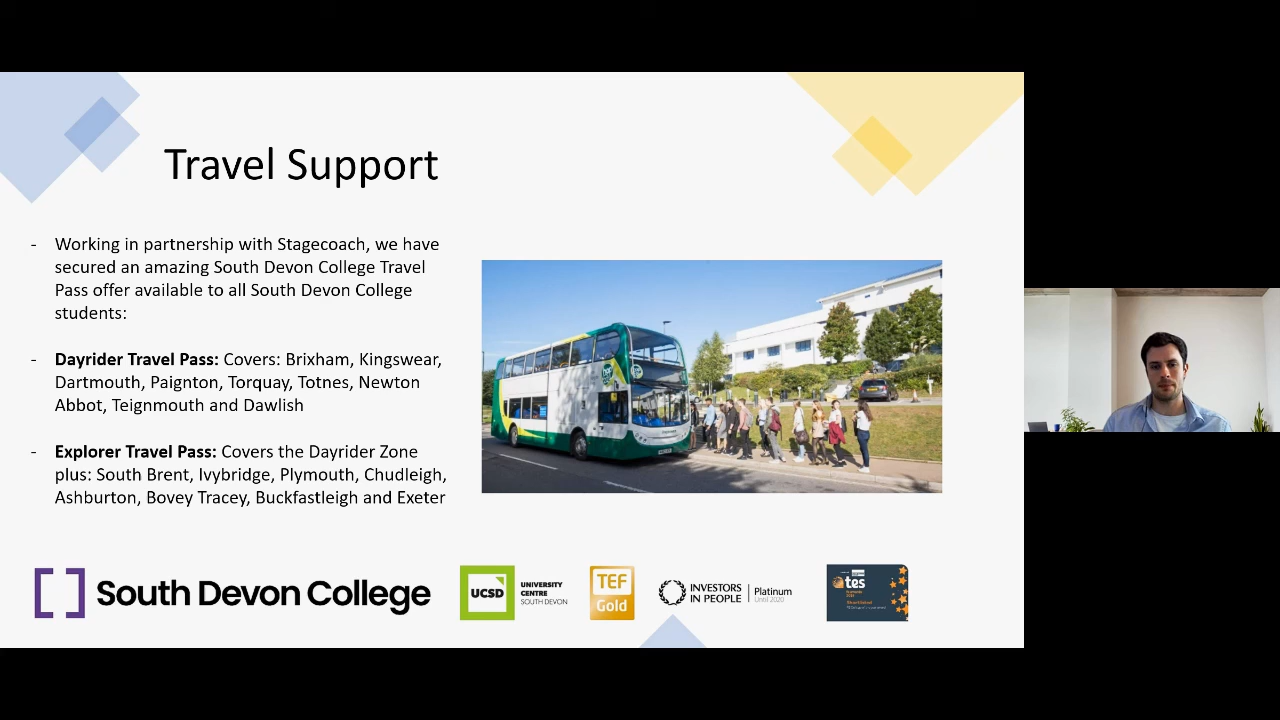 Travel Support
- Working in partnership with Stagecoach, we have
secured an amazing South Devon College Travel
Pass offer available to all South Devon College
students:
- Dayrider Travel Pass: Covers: Brixham, Kingswear,
Dartmouth, Paignton, Torquay, Totnes, Newton
Abbot, Teignmouth and Dawlish
- Explorer Travel Pass: Covers the Dayrider Zone
plus: South Brent, Ivybridge, Plymouth, Chudleigh,
Ashburton, Bovey Tracey, Buckfastleigh and Exeter
South Devon College
UCSD
UNIVERSITY
CENTRE
SOUTH DEVON
TEF
Gold
INVESTORS
IN PEOPLE
Platinum
Until 2020
tes